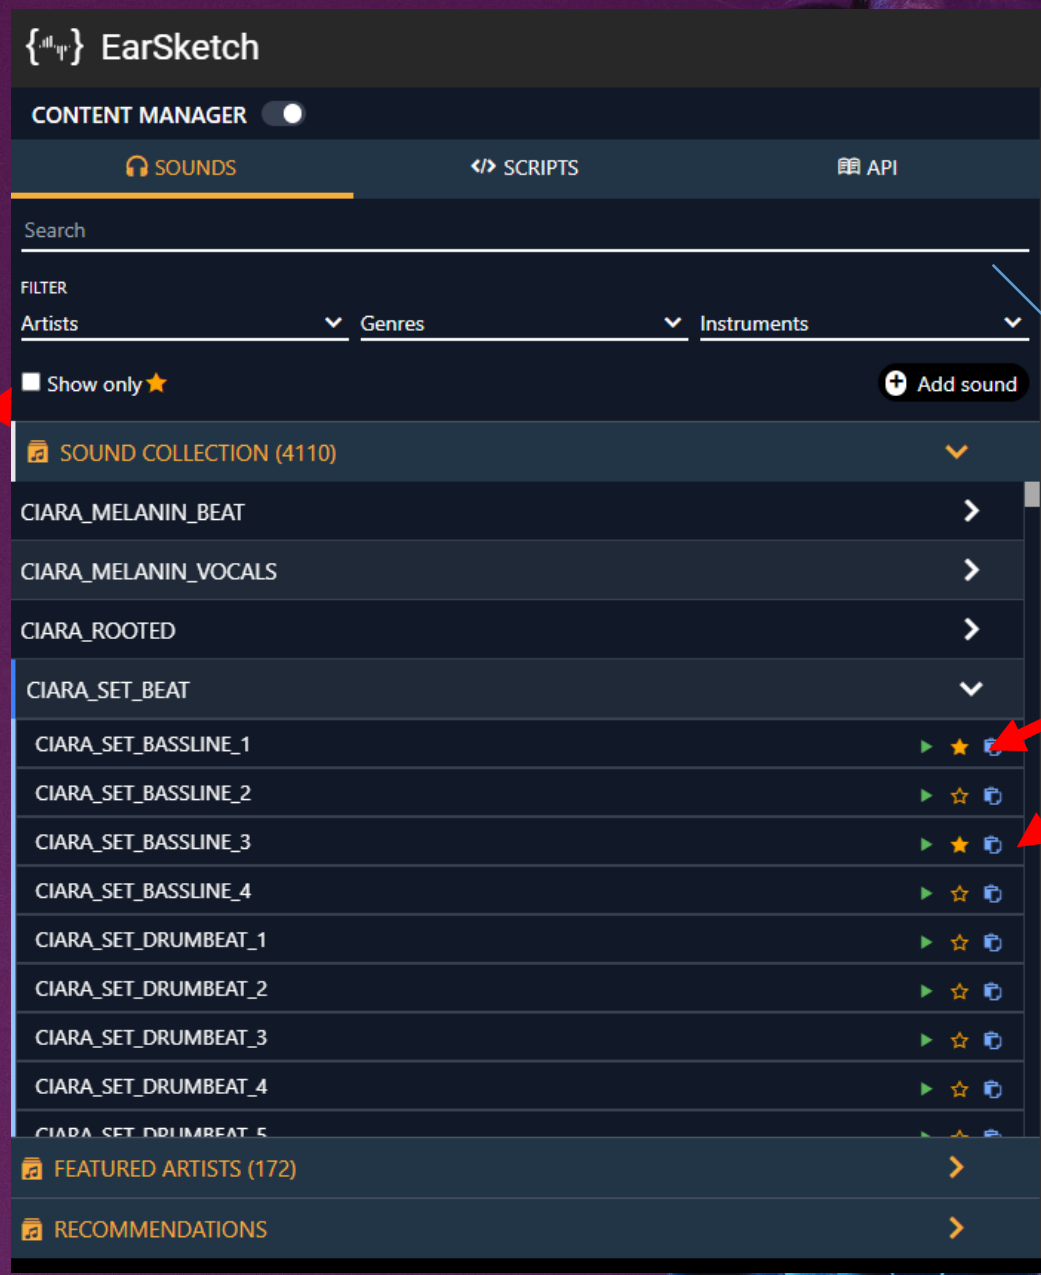 EarSketch
CONTENT MANAGER
SOUNDS SCRIPTS API
Search
FILTER
Artists Genres Instruments
Show only Add sound
SOUND COLLECTION (4110)
CIARA_MELANIN_BEAT
CIARA_MELANIN_VOCALS
CIARA_ROOTED
CIARA_SET_BEAT
CIARA_SET_BASSLINE_1
CIARA_SET_BASSLINE_2
CIARA_SET_BASSLINE_3
CIARA_SET_BASSLINE_4
CIARA_SET_DRUMBEAT_1
CIARA_SET_DRUMBEAT_2
CIARA_SET_DRUMBEAT_3
CIARA_SET_DRUMBEAT_4
CIARA_SET_DRUMBEAT_5
FEATURED ARTISTS (172)
RECOMMENDATIONS